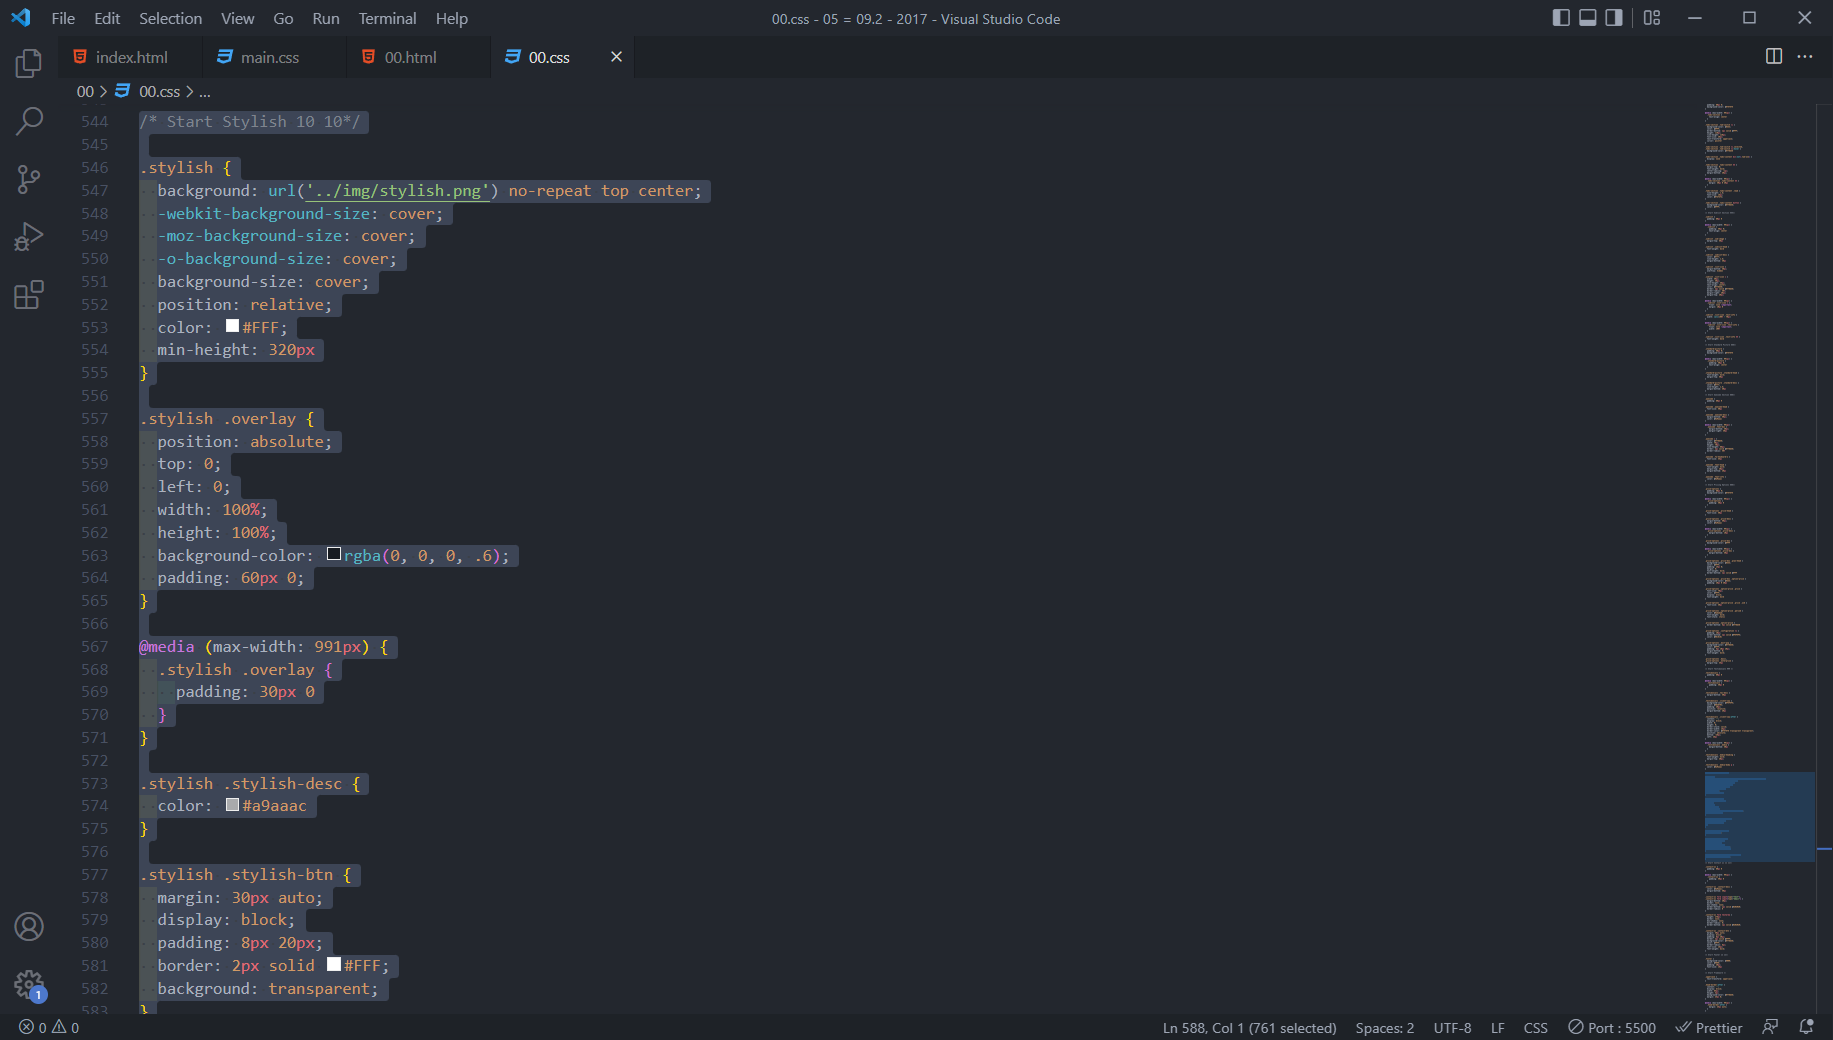 File Edit Selection View Go Run Terminal Help
00.css - 05 = 09.2 - 2017 - Visual Studio Code
index.html
main.css
00.html
00.css
00 > 00.css > ...
544 /* Start Stylish 10 10*/
545
546 .stylish {
547 background: url('../img/stylish.png') no-repeat top center;
548 -webkit-background-size: cover;
549 -moz-background-size: cover;
550 -o-background-size: cover;
551 background-size: cover;
552 position: relative;
553 color: #FFF;
554 min-height: 320px
555 }
556
557 .stylish .overlay {
558 position: absolute;
559 top: 0;
560 left: 0;
561 width: 100%;
562 height: 100%;
563 background-color: rgba(0, 0, 0, .6);
564 padding: 60px 0;
565 }
566
567 @media (max-width: 991px) {
568 .stylish .overlay {
569 padding: 30px 0
570 }
571 }
572
573 .stylish .stylish-desc {
574 color: #a9aaac
575 }
576
577 .stylish .stylish-btn {
578 margin: 30px auto;
579 display: block;
580 padding: 8px 20px;
581 border: 2px solid #FFF;
582 background: transparent;
583 }
1
0 0
Ln 588, Col 1 (761 selected)
Spaces: 2
UTF-8
LF
CSS
Port : 5500
Prettier